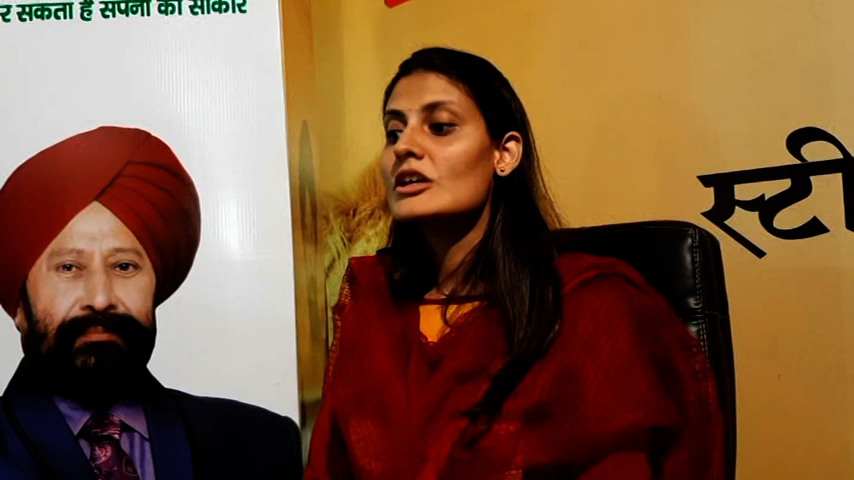 र सकता है सपनों को साकार
स्टी